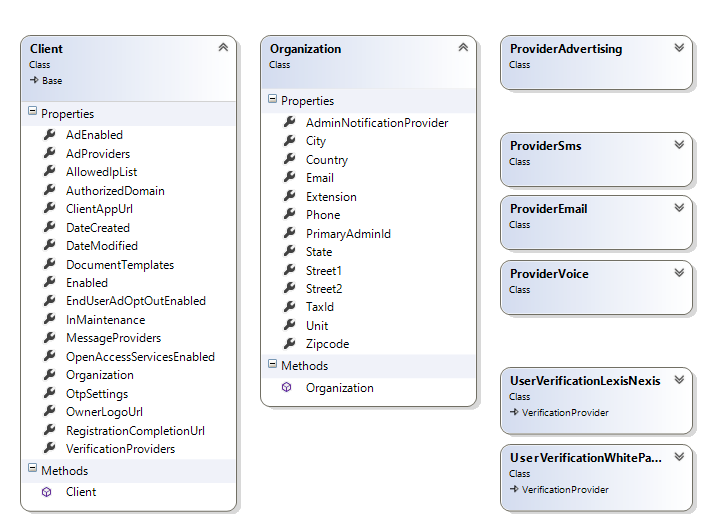 Client
Class
Base
Properties
AdEnabled
AdProviders
AllowedIpList
AuthorizedDomain
ClientAppUrl
DateCreated
DateModified
DocumentTemplates
Enabled
EndUserAdOptOutEnabled
InMaintenance
MessageProviders
OpenAccessServicesEnabled
Organization
OtpSettings
OwnerLogoUrl
RegistrationCompletionUrl
VerificationProviders
Methods
Client
Organization
Class
Properties
AdminNotificationProvider
City
Country
Email
Extension
Phone
PrimaryAdminId
State
Street1
Street2
TaxId
Unit
Zipcode
Methods
Organization
ProviderAdvertising
Class
ProviderSms
Class
ProviderEmail
Class
ProviderVoice
Class
UserVerificationLexisNexis
Class
VerificationProvider
UserVerificationWhitePa...
Class
VerificationProvider